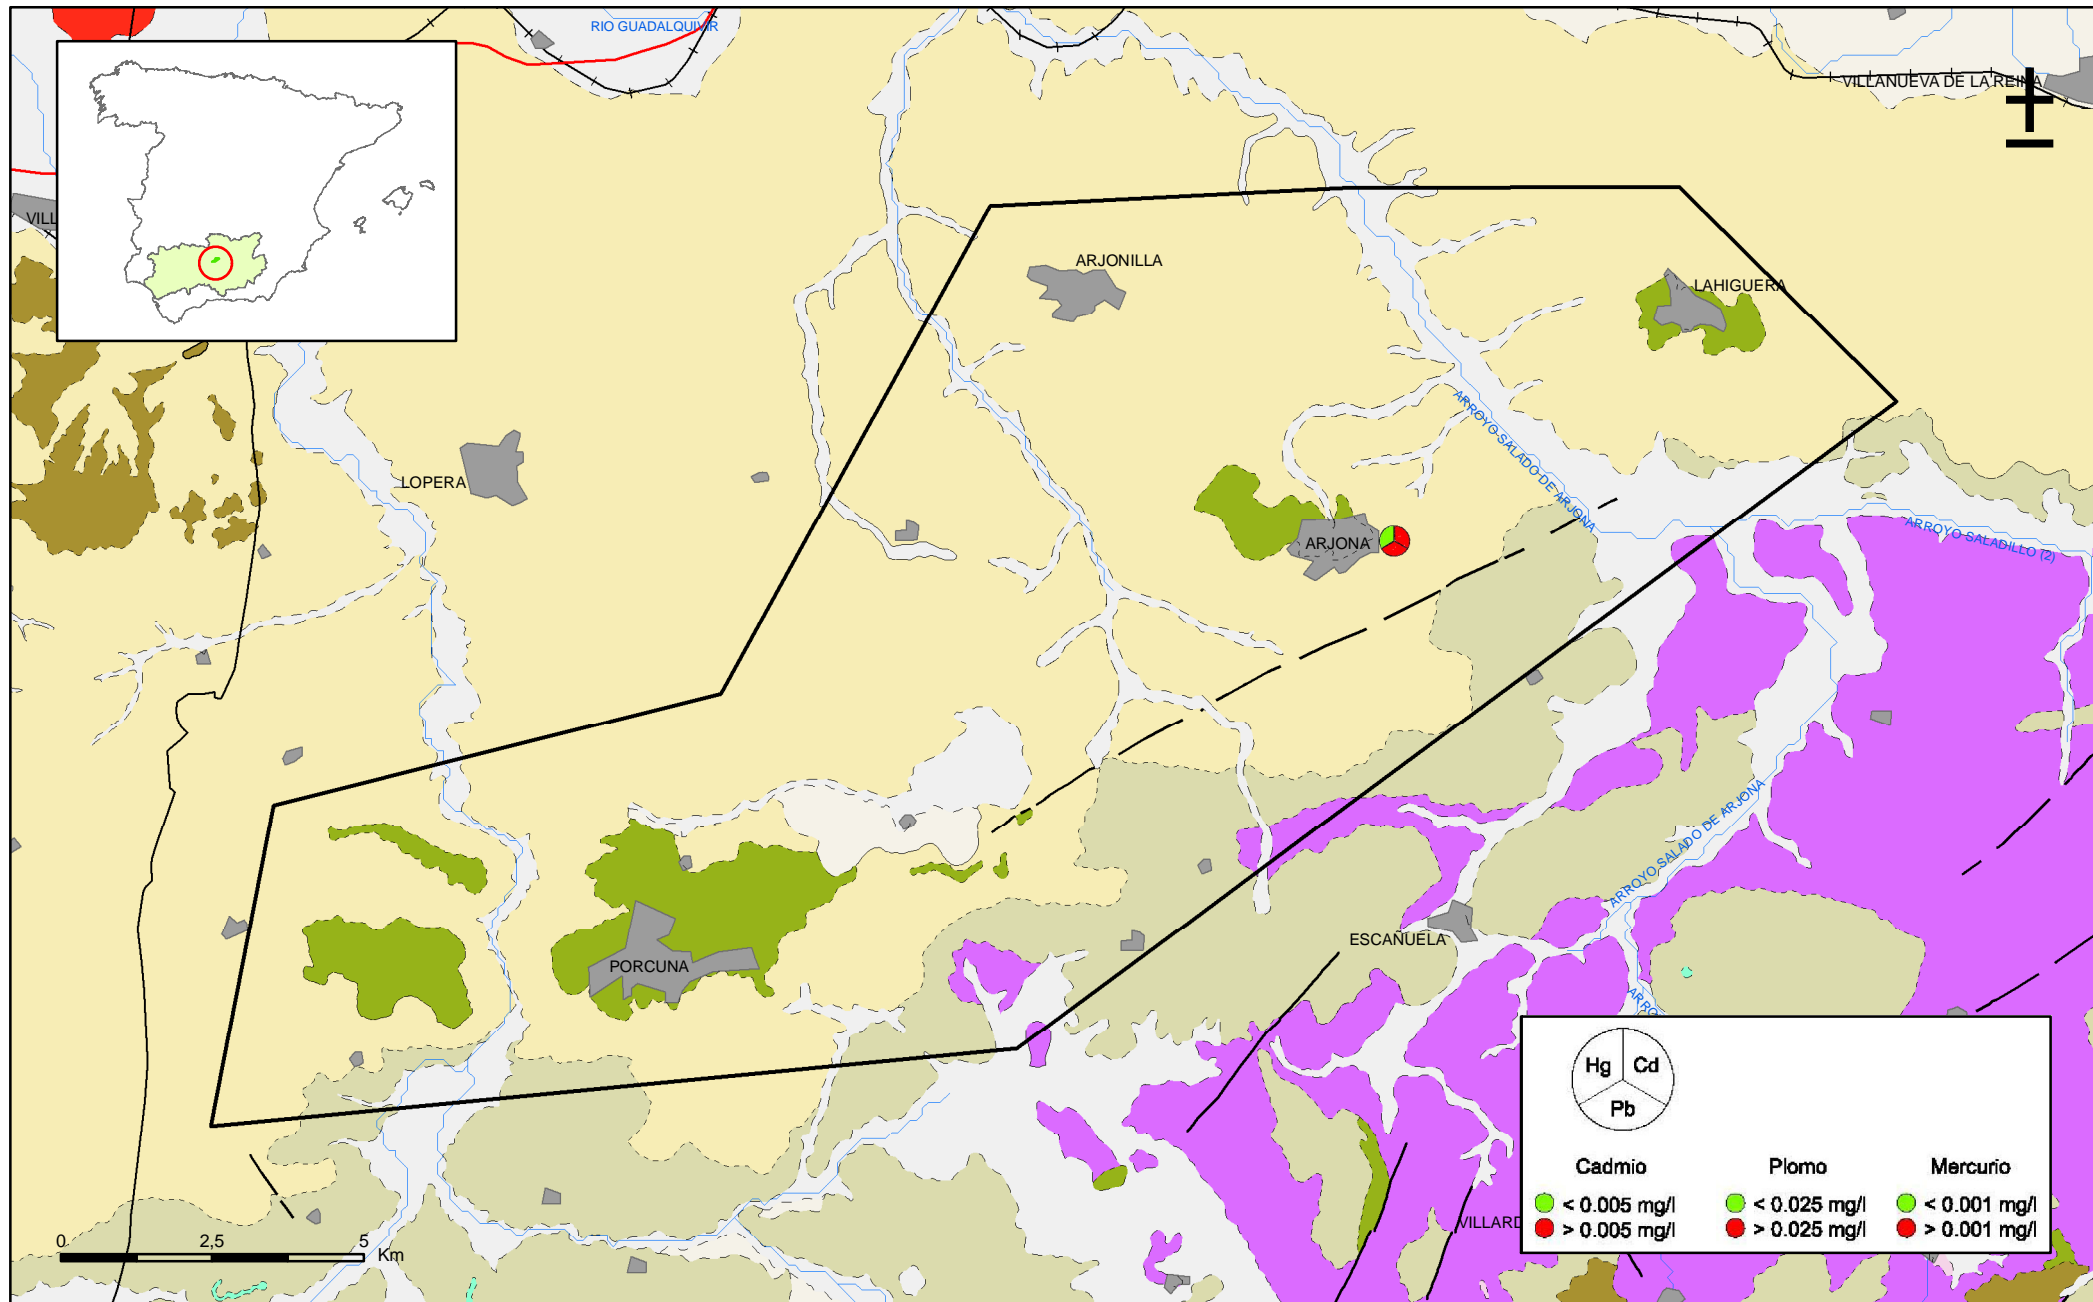 RIO GUADALQUIVIR
VILLANUEVA DE LA REINA
VILL
ARJONILLA
LAHIGUERA
LOPERA
ARROYO SALADO DE ARJONA
ARJONA
ARROYO SALADILLO (2)
ARROYO SALADO DE ARJONA
ESCAÑUELA
PORCUNA
ARRO
VILLARD
Hg Cd
Pb
Cadmio Plomo Mercurio
< 0.005 mg/l < 0.025 mg/l < 0.001 mg/l
> 0.005 mg/l > 0.025 mg/l > 0.001 mg/l
0 2,5 5
Km